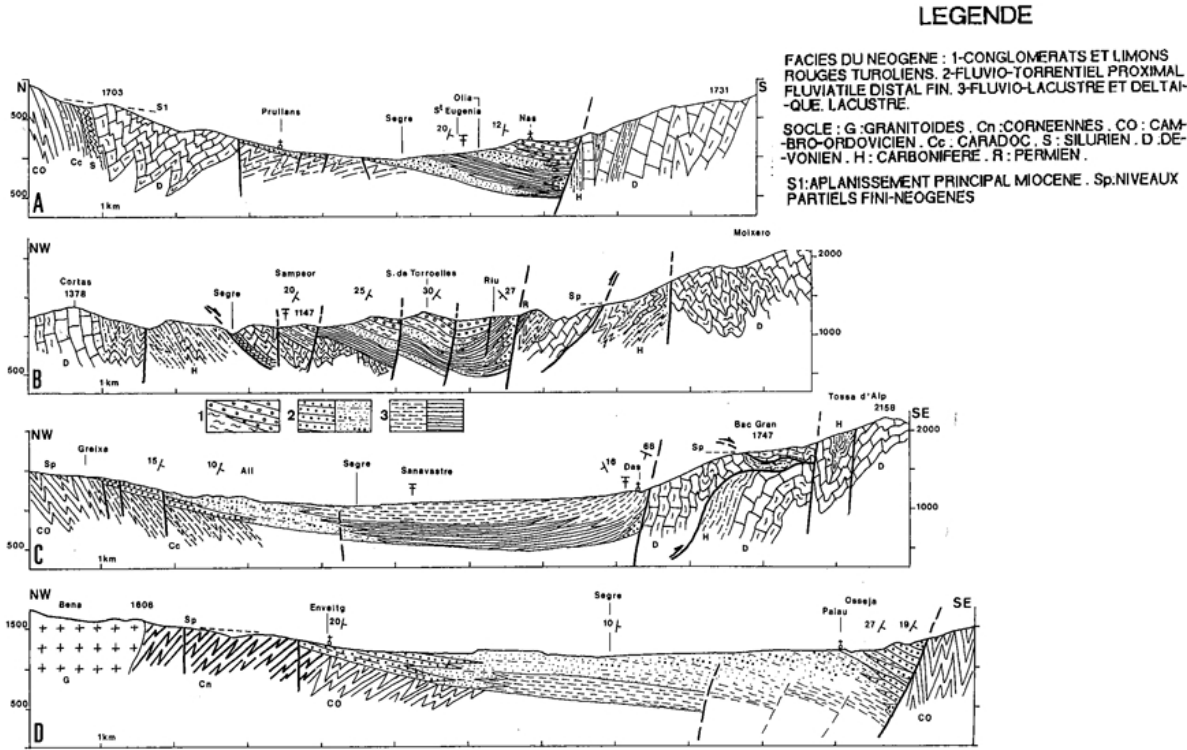 LEGENDE
FACIES DU NEOGENE : 1-CONGLOMERATS ET LIMONS
ROUGES TUROLIENS. 2-FLUVIO-TORRENTIEL PROXIMAL
FLUVIATILE DISTAL FIN. 3-FLUVIO-LACUSTRE ET DELTAI-
-QUE, LACUSTRE.
SOCLE : G :GRANITOIDES . Cn :CORNEENNES . CO : CAM-
-BRO-ORDOVICIEN . Cc : CARADOC . S : SILURIEN . D :DE-
-VONIEN . H : CARBONIFERE . R : PERMIEN .
S1:APLANISSEMENT PRINCIPAL MIOCENE . Sp.NIVEAUX
PARTIELS FINI-NEOGENES
N 1703 S1 1731 S
Prullans Segre St Eugenia Olia Nas
20 12
500
CO Cc S D H D
500
A 1km
NW Moixero
Cortas 1378 Segre Sampsor 20 1147 25 S. de Torroelles 30 Riu 27 R Sp 2000
1000
D H H D
500
B 1km
1 2 3
NW Tossa d'Alp 2158 SE
Sp Greixa 15 10 All Segre Sanavastre 16 Das 68 Sp Bac Gran 1747 H 2000
1000
CO Cc D H D D
500
C 1km
NW Segre SE
Bena 1606 Sp Enveitg 20 10 Palau Osseja 27 19
1500
G Cn CO CO
500
D 1km